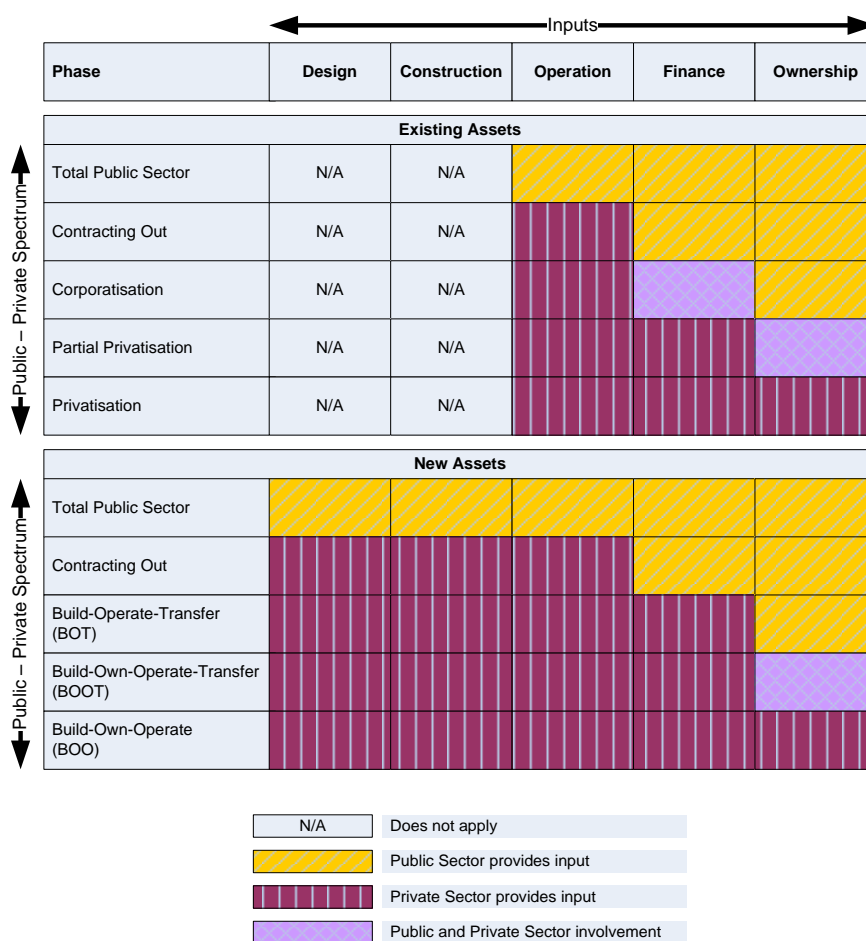 Inputs
Phase Design Construction Operation Finance Ownership
Existing Assets
Public – Private Spectrum
Total Public Sector N/A N/A
Contracting Out N/A N/A
Corporatisation N/A N/A
Partial Privatisation N/A N/A
Privatisation N/A N/A
New Assets
Public – Private Spectrum
Total Public Sector
Contracting Out
Build-Operate-Transfer
(BOT)
Build-Own-Operate-Transfer
(BOOT)
Build-Own-Operate
(BOO)
N/A Does not apply
Public Sector provides input
Private Sector provides input
Public and Private Sector involvement